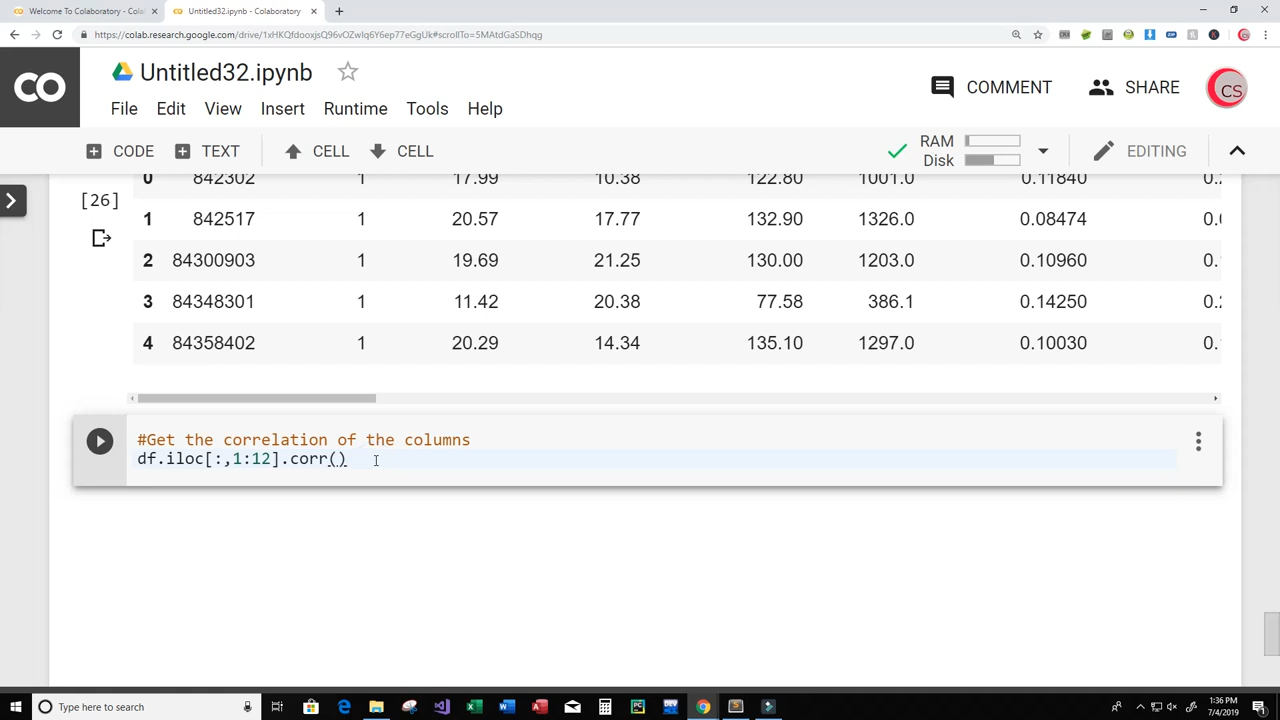 Welcome To Colaboratory - Cola
Untitled32.ipynb - Colaboratory
https://colab.research.google.com/drive/1xHKQfdooxjsQ96vOZwIq6Y6ep77eGgUk#scrollTo=5MAtdGaSDhqg
CO
Untitled32.ipynb
COMMENT
SHARE
CS
File Edit View Insert Runtime Tools Help
CODE TEXT CELL CELL
RAM
Disk
EDITING
0 842302 1 17.99 10.38 122.80 1001.0 0.11840 0.
[26]
1 842517 1 20.57 17.77 132.90 1326.0 0.08474 0.
2 84300903 1 19.69 21.25 130.00 1203.0 0.10960 0.
3 84348301 1 11.42 20.38 77.58 386.1 0.14250 0.
4 84358402 1 20.29 14.34 135.10 1297.0 0.10030 0.
#Get the correlation of the columns
df.iloc[:,1:12].corr()
Type here to search
1:36 PM
7/4/2019